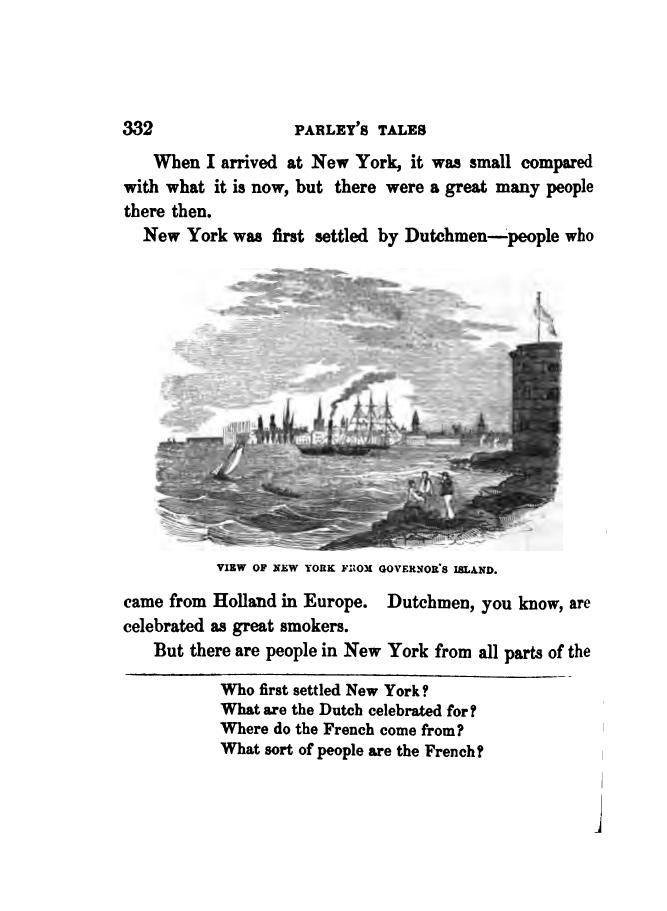 332 PARLEY'S TALES
When I arrived at New York, it was small compared
with what it is now, but there were a great many people
there then.
New York was first settled by Dutchmen—people who
VIEW OF NEW YORK FROM GOVERNOR'S ISLAND.
came from Holland in Europe. Dutchmen, you know, are
celebrated as great smokers.
But there are people in New York from all parts of the
Who first settled New York?
What are the Dutch celebrated for?
Where do the French come from?
What sort of people are the French?